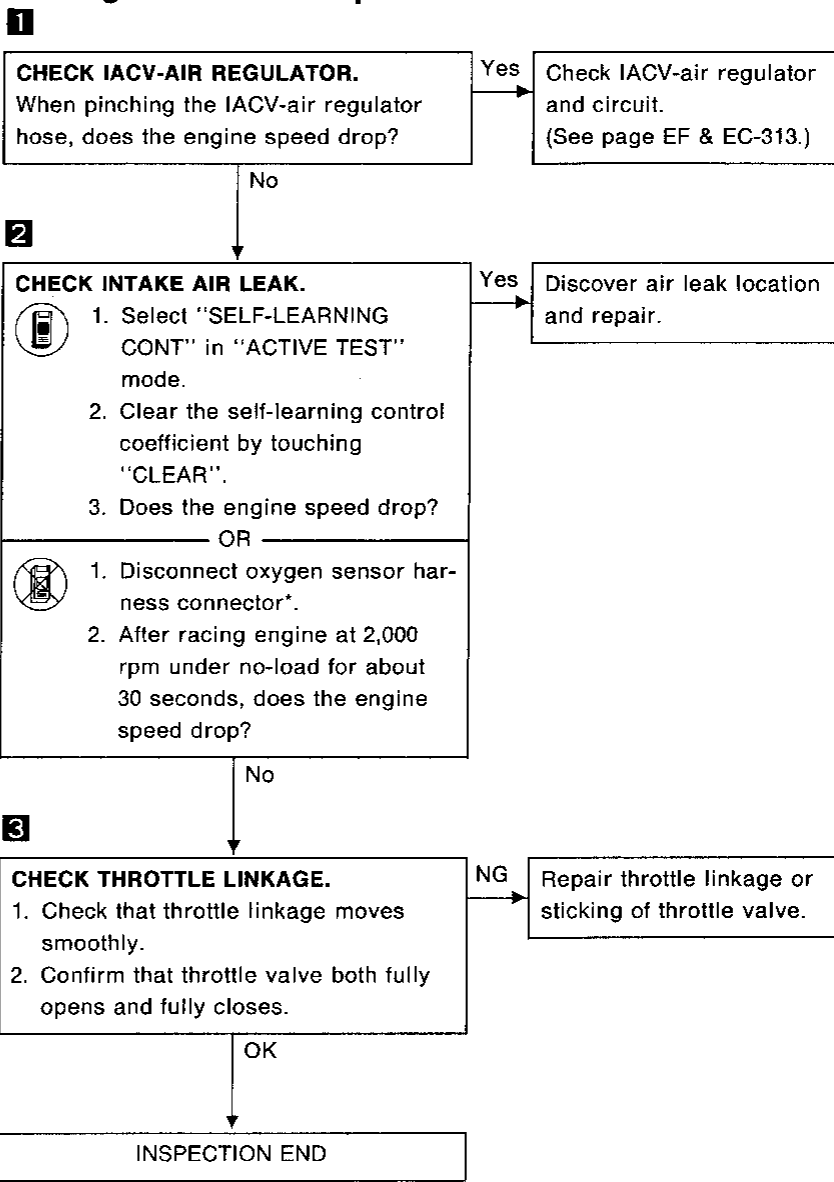 1
CHECK IACV-AIR REGULATOR.
When pinching the IACV-air regulator
hose, does the engine speed drop?
Yes
Check IACV-air regulator
and circuit.
(See page EF & EC-313.)
No
2
CHECK INTAKE AIR LEAK.
1. Select "SELF-LEARNING
CONT" in "ACTIVE TEST"
mode.
2. Clear the self-learning control
coefficient by touching
"CLEAR".
3. Does the engine speed drop?
OR
1. Disconnect oxygen sensor har-
ness connector*.
2. After racing engine at 2,000
rpm under no-load for about
30 seconds, does the engine
speed drop?
Yes
Discover air leak location
and repair.
No
3
CHECK THROTTLE LINKAGE.
1. Check that throttle linkage moves
smoothly.
2. Confirm that throttle valve both fully
opens and fully closes.
NG
Repair throttle linkage or
sticking of throttle valve.
OK
INSPECTION END